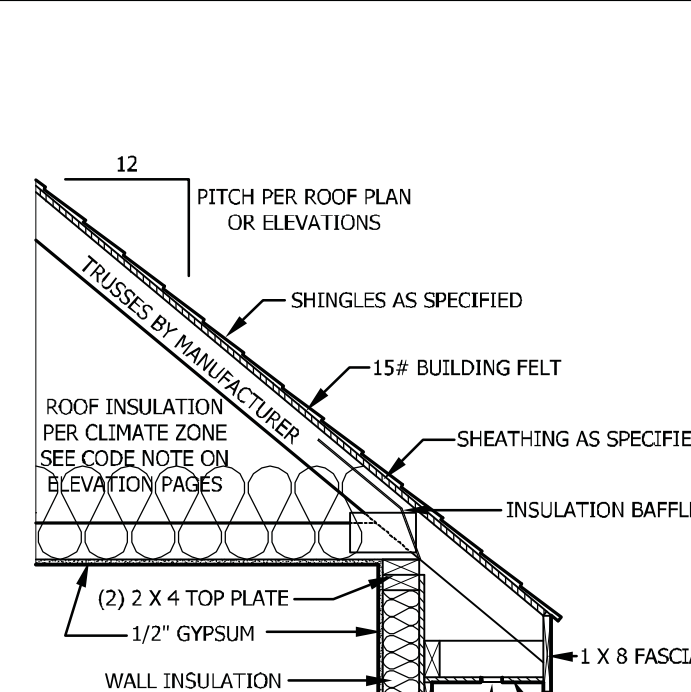 12
PITCH PER ROOF PLAN
OR ELEVATIONS
TRUSSES BY MANUFACTURER
SHINGLES AS SPECIFIED
15# BUILDING FELT
ROOF INSULATION
PER CLIMATE ZONE
SEE CODE NOTE ON
ELEVATION PAGES
SHEATHING AS SPECIFIE
INSULATION BAFFL
(2) 2 X 4 TOP PLATE
1/2" GYPSUM
1 X 8 FASCIA
WALL INSULATION